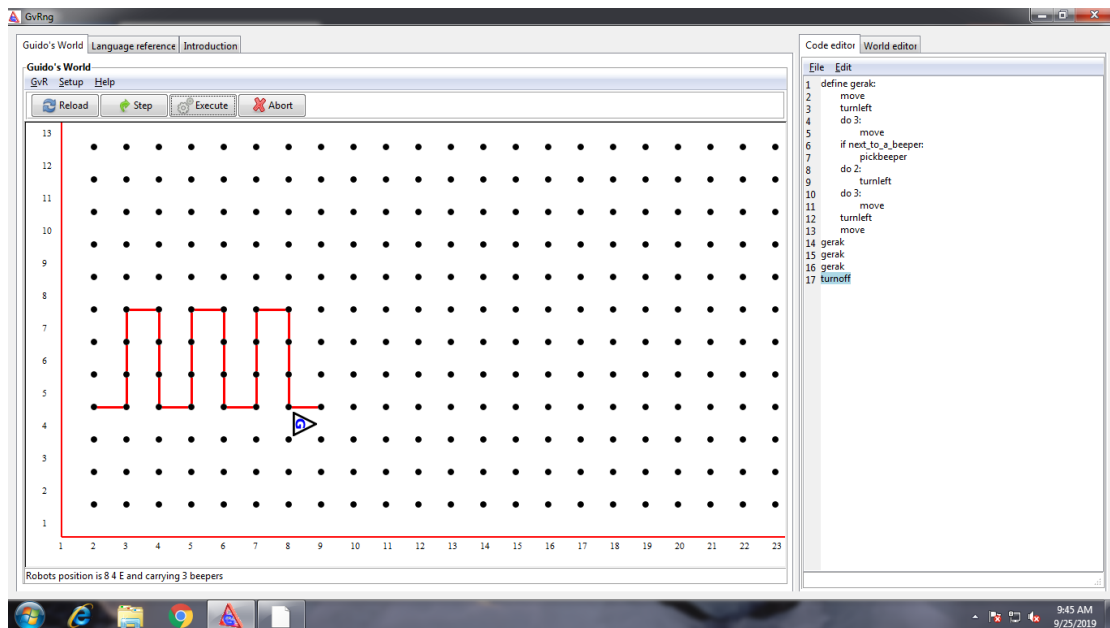 GvRng
Guido's World Language reference Introduction
Guido's World
GvR Setup Help
Reload Step Execute Abort
13
12
11
10
9
8
7
6
5
4
3
2
1
1 2 3 4 5 6 7 8 9 10 11 12 13 14 15 16 17 18 19 20 21 22 23
G
Robots position is 8 4 E and carrying 3 beepers
Code editor World editor
File Edit
1 define gerak:
2 move
3 turnleft
4 do 3:
5 move
6 if next_to_a_beeper:
7 pickbeeper
8 do 2:
9 turnleft
10 do 3:
11 move
12 turnleft
13 move
14 gerak
15 gerak
16 gerak
17 turnoff
9:45 AM
9/25/2019